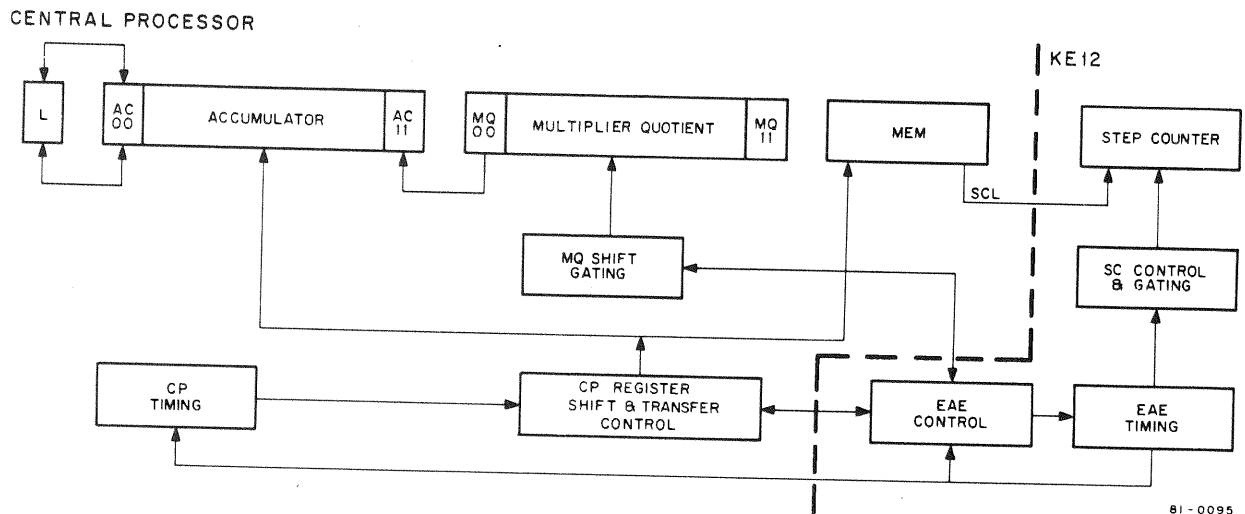 CENTRAL PROCESSOR
KE12
L
AC
00
ACCUMULATOR
AC
11
MQ
00
MULTIPLIER QUOTIENT
MQ
11
MEM
STEP COUNTER
SCL
MQ SHIFT
GATING
SC CONTROL
& GATING
CP
TIMING
CP REGISTER
SHIFT & TRANSFER
CONTROL
EAE
CONTROL
EAE
TIMING
81-0095